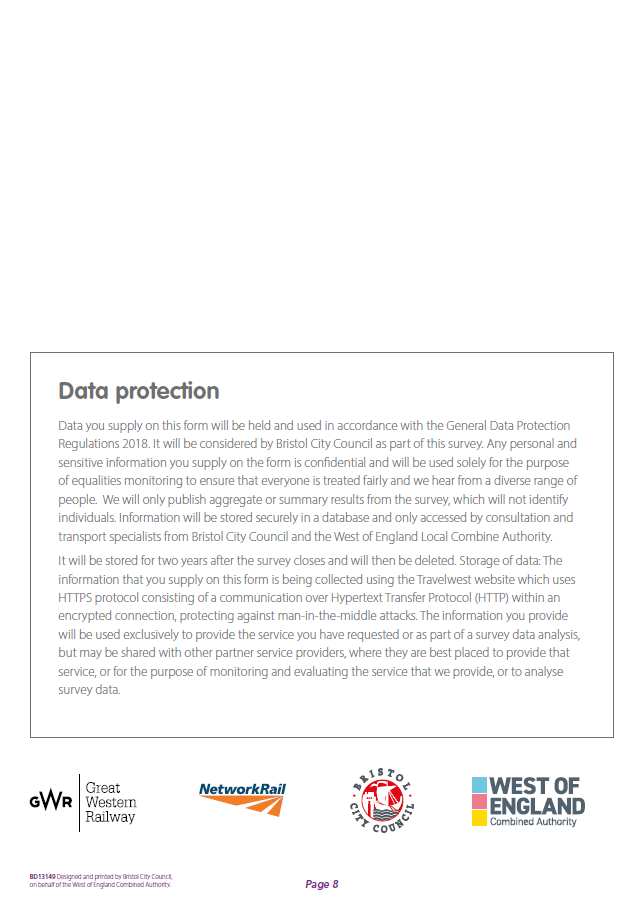 Data protection
Data you supply on this form will be held and used in accordance with the General Data Protection
Regulations 2018. It will be considered by Bristol City Council as part of this survey. Any personal and
sensitive information you supply on the form is confidential and will be used solely for the purpose
of equalities monitoring to ensure that everyone is treated fairly and we hear from a diverse range of
people.  We will only publish aggregate or summary results from the survey, which will not identify
individuals. Information will be stored securely in a database and only accessed by consultation and
transport specialists from Bristol City Council and the West of England Local Combine Authority.
It will be stored for two years after the survey closes and will then be deleted. Storage of data: The
information that you supply on this form is being collected using the Travelwest website which uses
HTTPS protocol consisting of a communication over Hypertext Transfer Protocol (HTTP) within an
encrypted connection, protecting against man-in-the-middle attacks. The information you provide
will be used exclusively to provide the service you have requested or as part of a survey data analysis,
but may be shared with other partner service providers, where they are best placed to provide that
service, or for the purpose of monitoring and evaluating the service that we provide, or to analyse
survey data.
GWR
Great
Western
Railway
NetworkRail
BRISTOL
CITY COUNCIL
WEST OF
ENGLAND
Combined Authority
BD13149 Designed and printed by Bristol City Council,
on behalf of the West of England Combined Authority.
Page 8